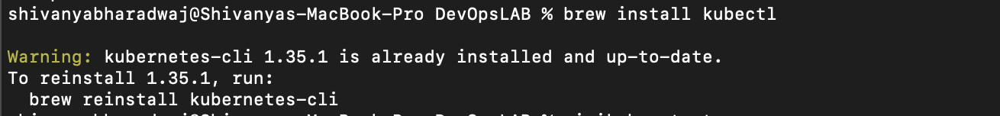 shivanyabharadwaj@Shivanyas-MacBook-Pro DevOpsLAB % brew install kubectl
Warning: kubernetes-cli 1.35.1 is already installed and up-to-date.
To reinstall 1.35.1, run:
  brew reinstall kubernetes-cli